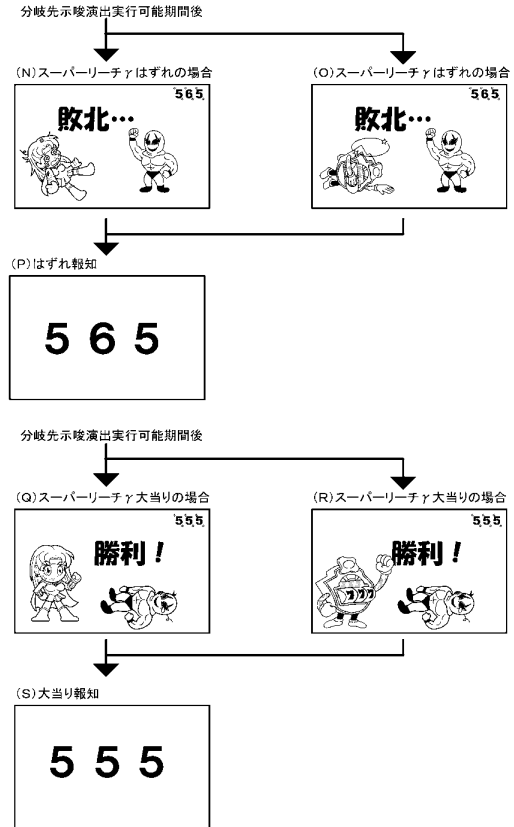 分岐先示唆演出実行可能期間後
(N)スーパーリーチγはずれの場合
(O)スーパーリーチγはずれの場合
565
敗北…
565
敗北…
(P)はずれ報知
5 6 5
分岐先示唆演出実行可能期間後
(Q)スーパーリーチγ大当りの場合
(R)スーパーリーチγ大当りの場合
555
勝利!
555
勝利!
777
(S)大当り報知
5 5 5